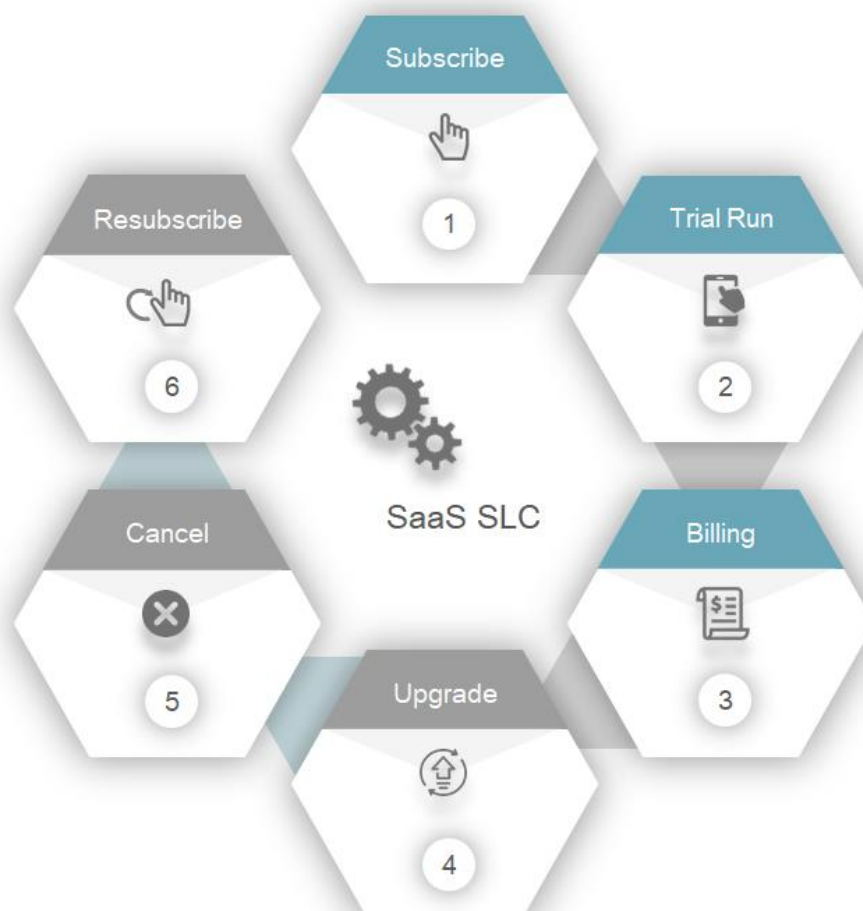 Subscribe
1
Trial Run
2
Billing
$
3
Upgrade
4
Cancel
5
Resubscribe
6
SaaS SLC